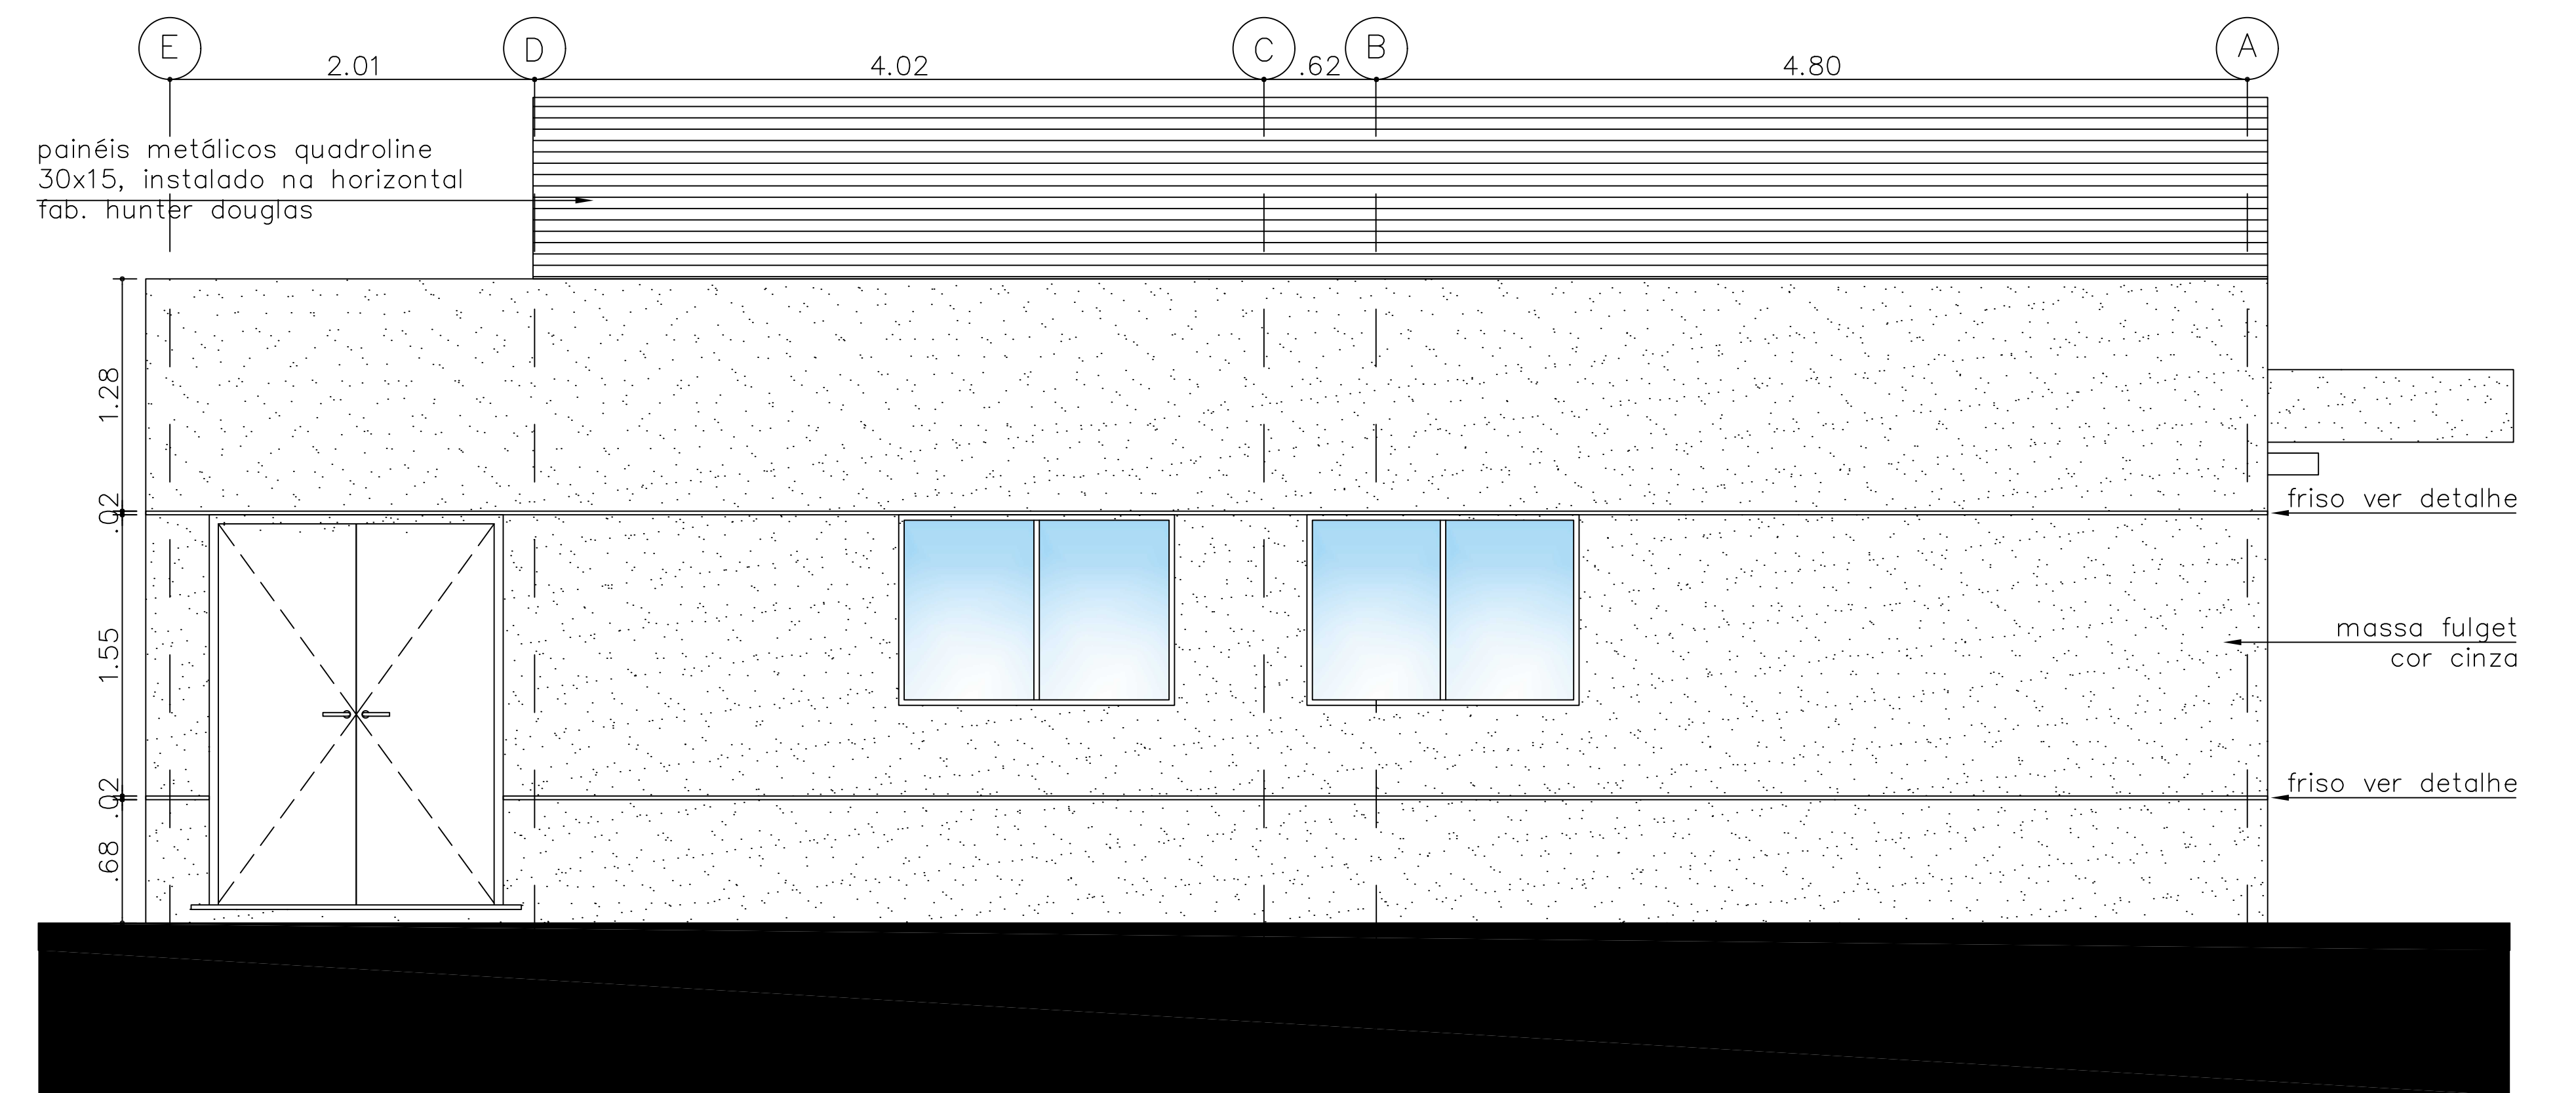 E
D
C
B
A
2.01
4.02
.62
4.80
painéis metálicos quadroline
30x15, instalado na horizontal
fab. hunter douglas
1.28
.02
1.55
.02
.68
friso ver detalhe
massa fulget
cor cinza
friso ver detalhe